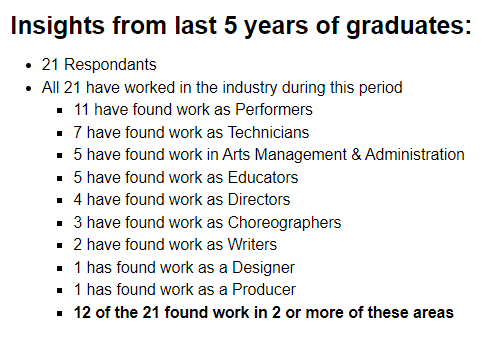 Insights from last 5 years of graduates:
21 Respondants
All 21 have worked in the industry during this period
11 have found work as Performers
7 have found work as Technicians
5 have found work in Arts Management & Administration
5 have found work as Educators
4 have found work as Directors
3 have found work as Choreographers
2 have found work as Writers
1 has found work as a Designer
1 has found work as a Producer
12 of the 21 found work in 2 or more of these areas